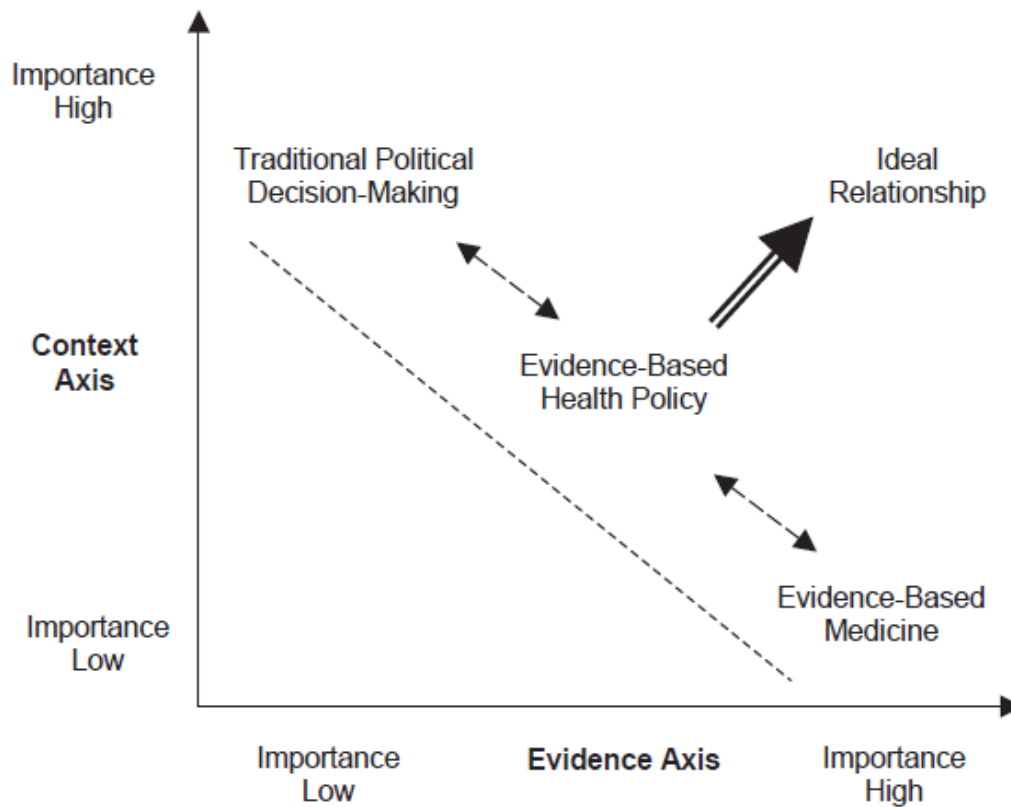 Importance
High
Traditional Political
Decision-Making
Ideal
Relationship
Context
Axis
Evidence-Based
Health Policy
Evidence-Based
Medicine
Importance
Low
Importance
Low
Evidence Axis
Importance
High